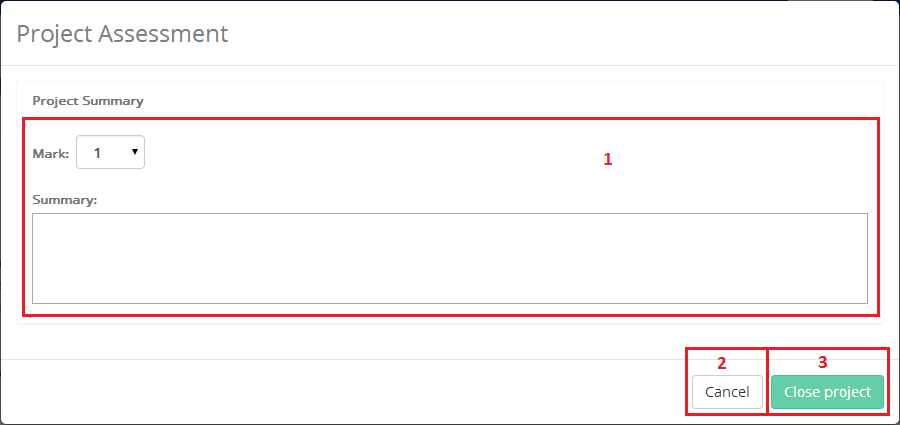 Project Assessment
Project Summary
Mark: 1
1
Summary:
2
3
Cancel
Close project